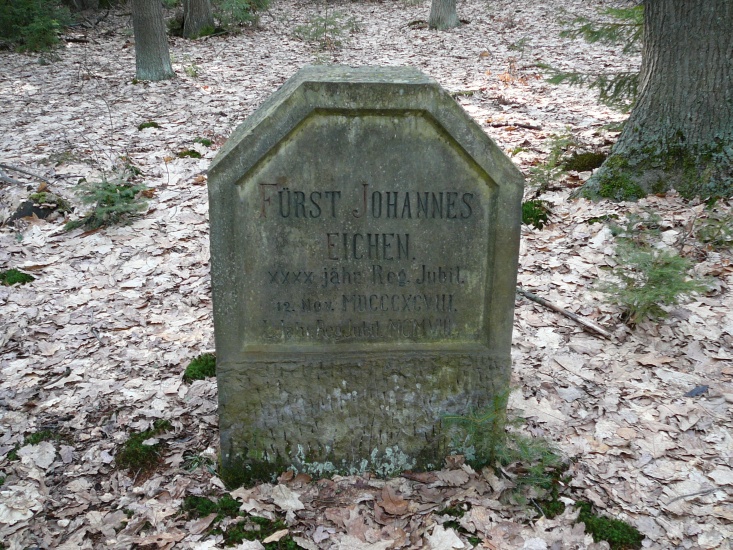 FÜRST JOHANNES
EICHEN.
XXXX jähr Reg. Jubil.
12. Nov. MDCCCXCVIII.